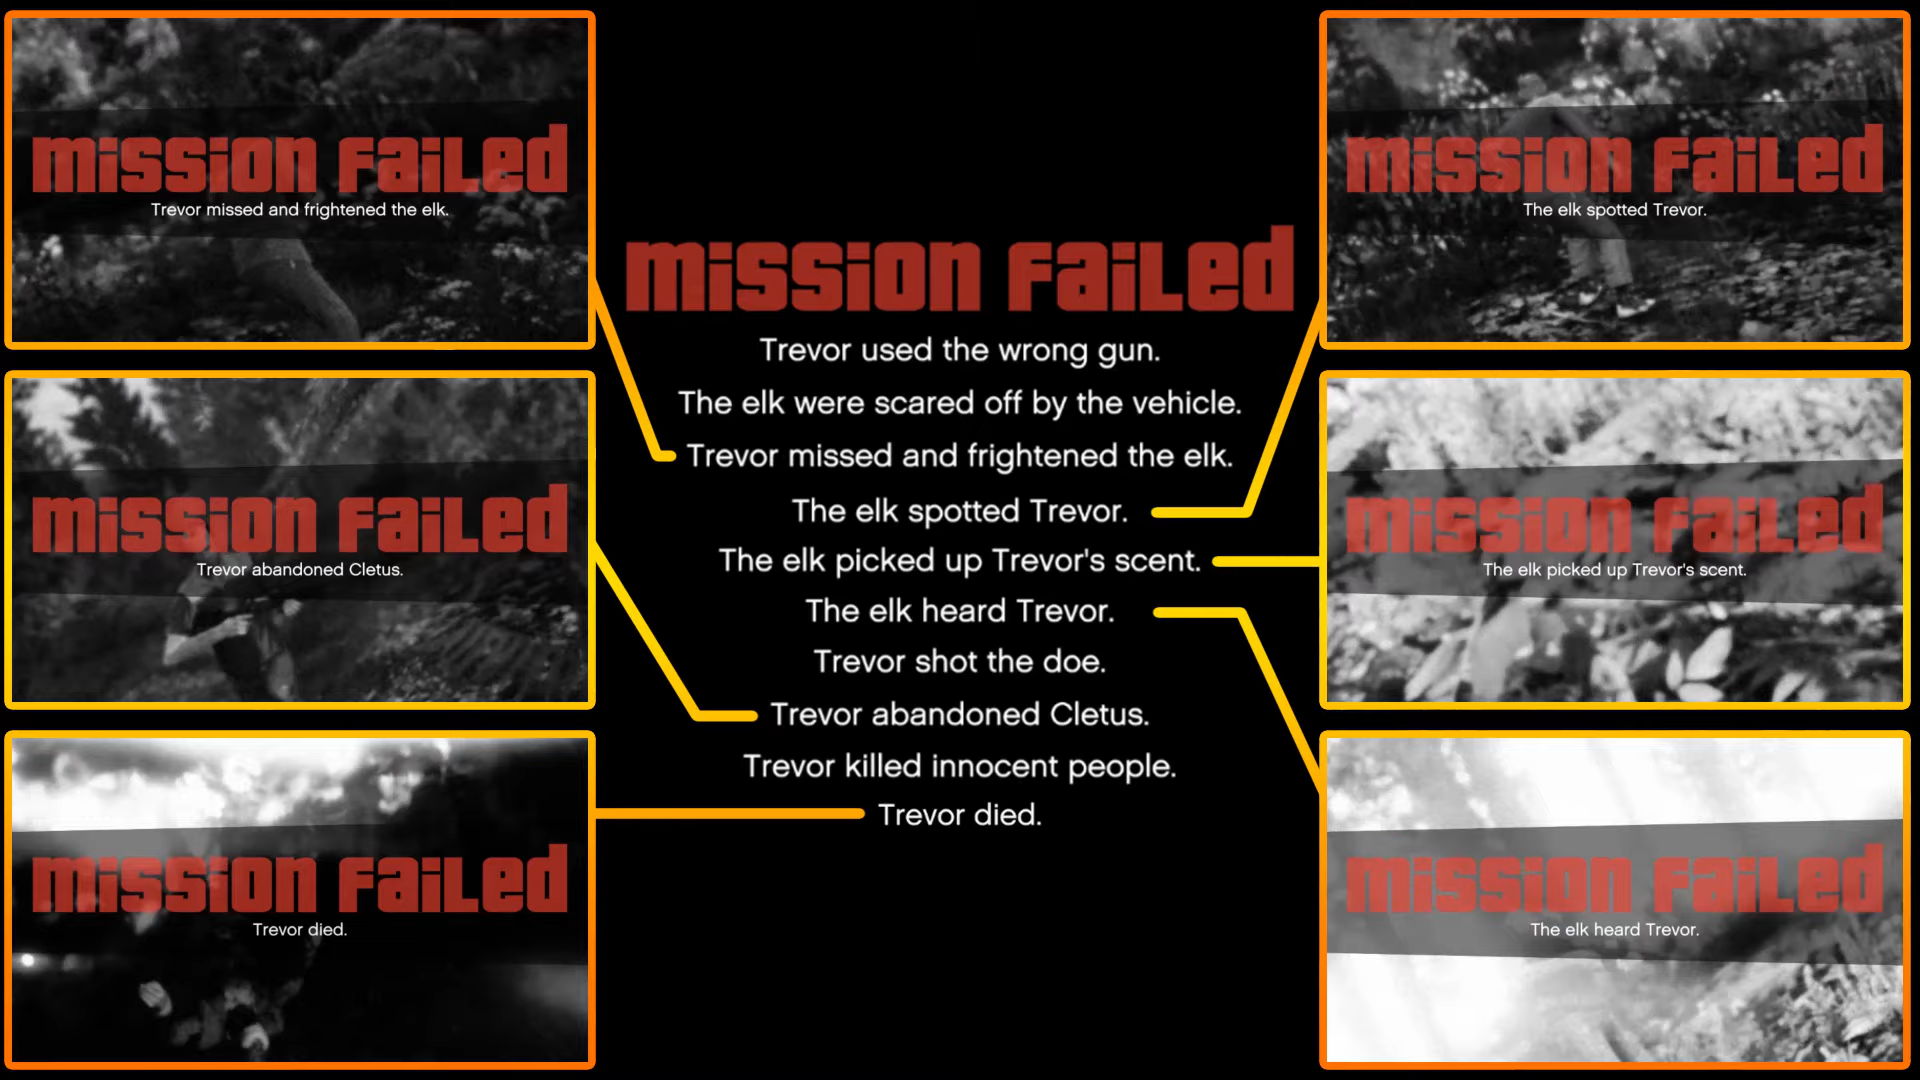 mission failed
Trevor missed and frightened the elk.
mission failed
Trevor abandoned Cletus.
mission failed
Trevor died.
mission failed
Trevor used the wrong gun.
The elk were scared off by the vehicle.
Trevor missed and frightened the elk.
The elk spotted Trevor.
The elk picked up Trevor's scent.
The elk heard Trevor.
Trevor shot the doe.
Trevor abandoned Cletus.
Trevor killed innocent people.
Trevor died.
mission failed
The elk spotted Trevor.
mission failed
The elk picked up Trevor's scent.
mission failed
The elk heard Trevor.